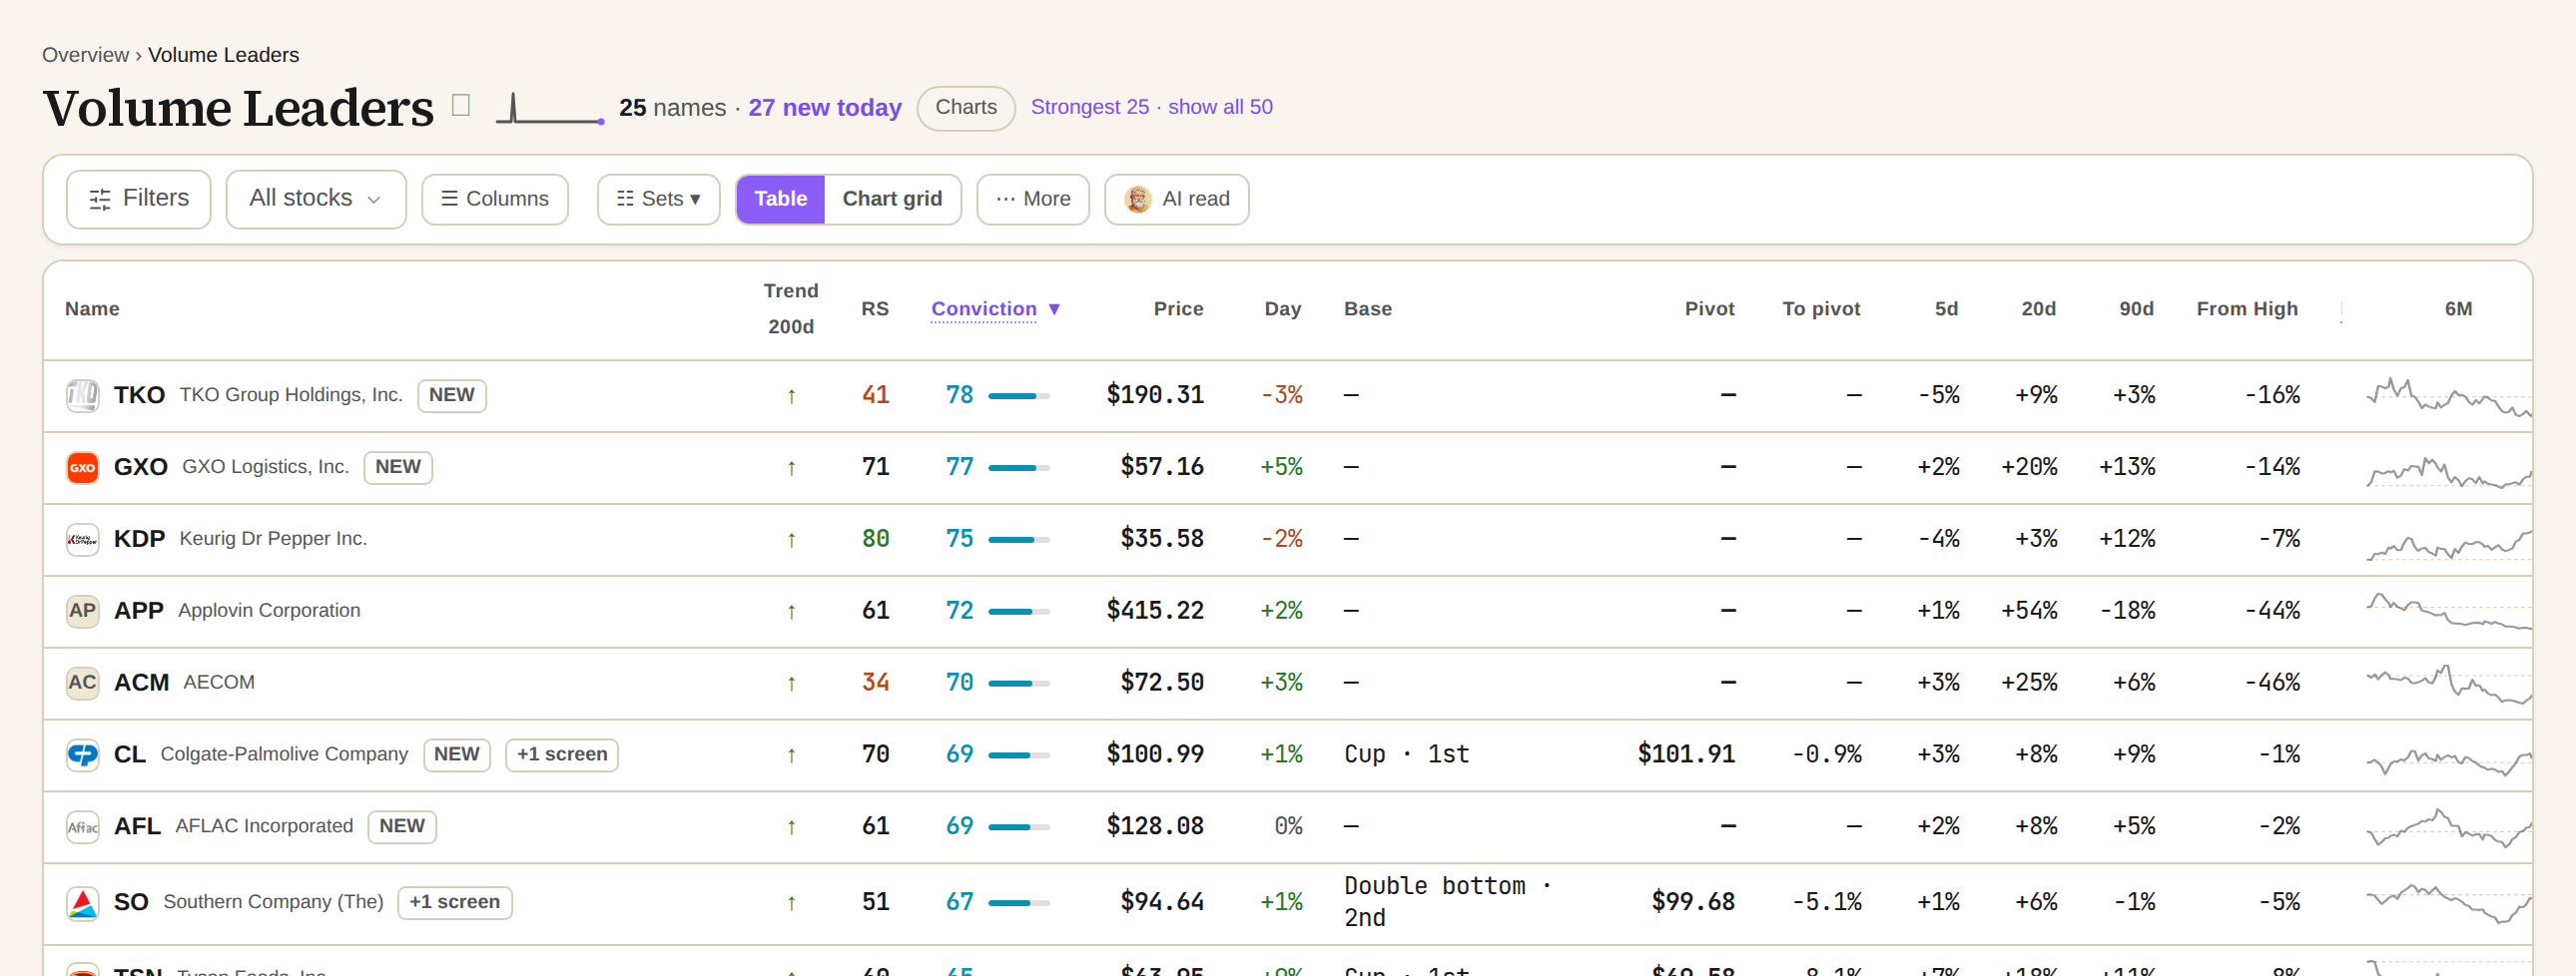 Overview › Volume Leaders
Volume Leaders 25 names · 27 new today Charts Strongest 25 · show all 50
Filters All stocks Columns Sets ▾ Table Chart grid ⋯ More AI read
Name Trend 200d RS Conviction ▼ Price Day Base Pivot To pivot 5d 20d 90d From High 6M
TKO TKO Group Holdings, Inc. NEW ↑ 41 78 $190.31 -3% — — — -5% +9% +3% -16%
GXO GXO GXO Logistics, Inc. NEW ↑ 71 77 $57.16 +5% — — — +2% +20% +13% -14%
KDP Keurig Dr Pepper Inc. ↑ 80 75 $35.58 -2% — — — -4% +3% +12% -7%
AP APP Applovin Corporation ↑ 61 72 $415.22 +2% — — — +1% +54% -18% -44%
AC ACM AECOM ↑ 34 70 $72.50 +3% — — — +3% +25% +6% -46%
CL Colgate-Palmolive Company NEW +1 screen ↑ 70 69 $100.99 +1% Cup · 1st $101.91 -0.9% +3% +8% +9% -1%
Aflac AFL AFLAC Incorporated NEW ↑ 61 69 $128.08 0% — — — +2% +8% +5% -2%
SO Southern Company (The) +1 screen ↑ 51 67 $94.64 +1% Double bottom · 2nd $99.68 -5.1% +1% +6% -1% -5%
TSN Tyson Foods, Inc.